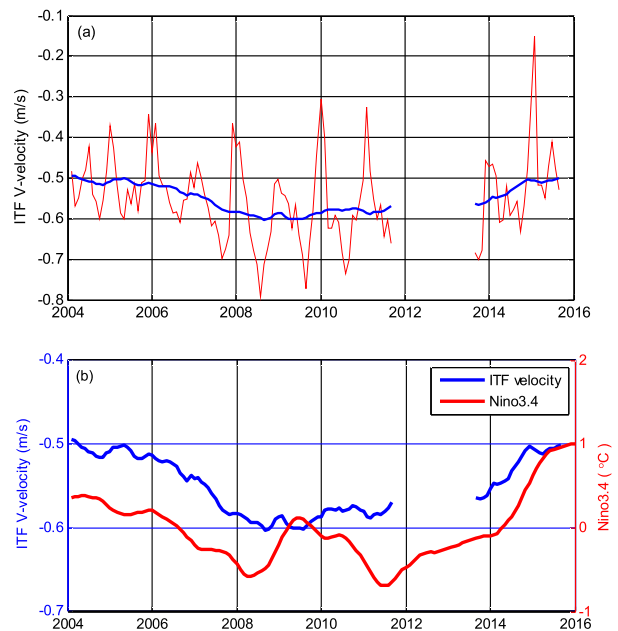 -0.1
(a)
-0.2
-0.3
-0.4
-0.5
-0.6
-0.7
-0.8
ITF V-velocity (m/s)
2004 2006 2008 2010 2012 2014 2016
-0.4 2
(b)
ITF velocity
Nino3.4
-0.5 1
-0.6 0
-0.7 -1
ITF V-velocity (m/s)
Nino3.4 ( °C)
2004 2006 2008 2010 2012 2014 2016